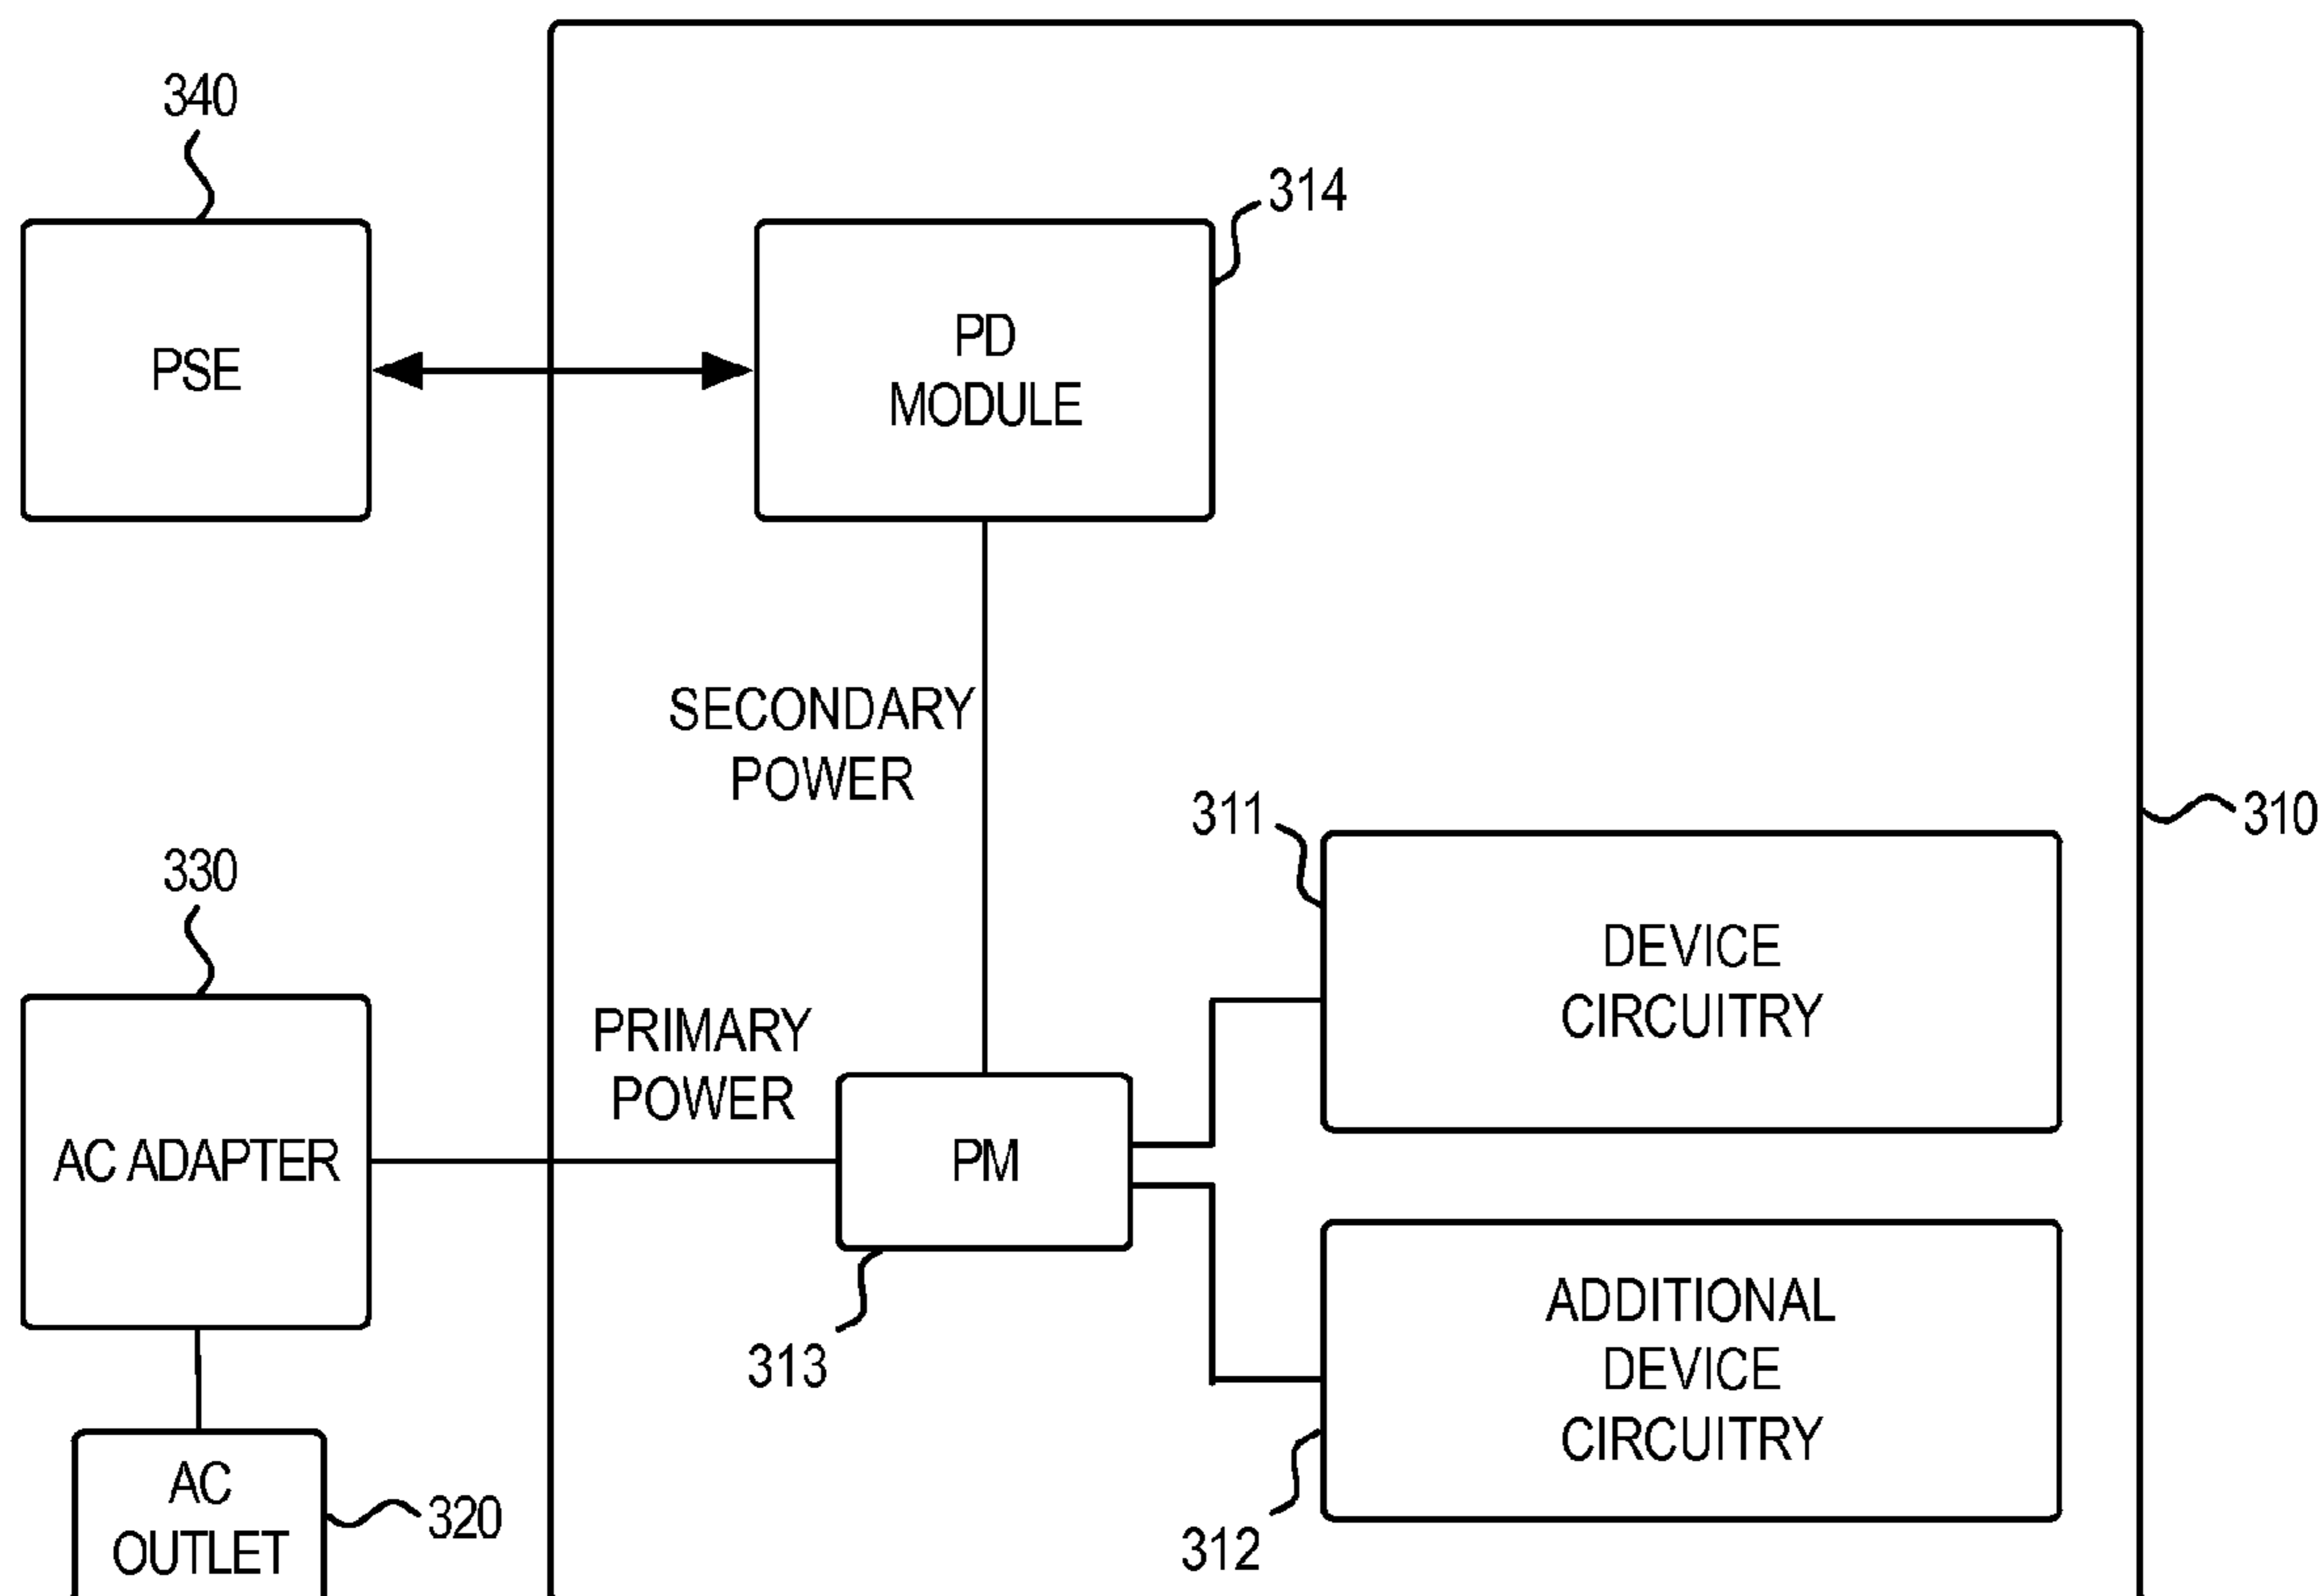 340
314
PSE
PD
MODULE
SECONDARY
POWER
311
310
330
DEVICE
CIRCUITRY
PRIMARY
POWER
AC ADAPTER
PM
313
ADDITIONAL
DEVICE
CIRCUITRY
AC
OUTLET
320
312